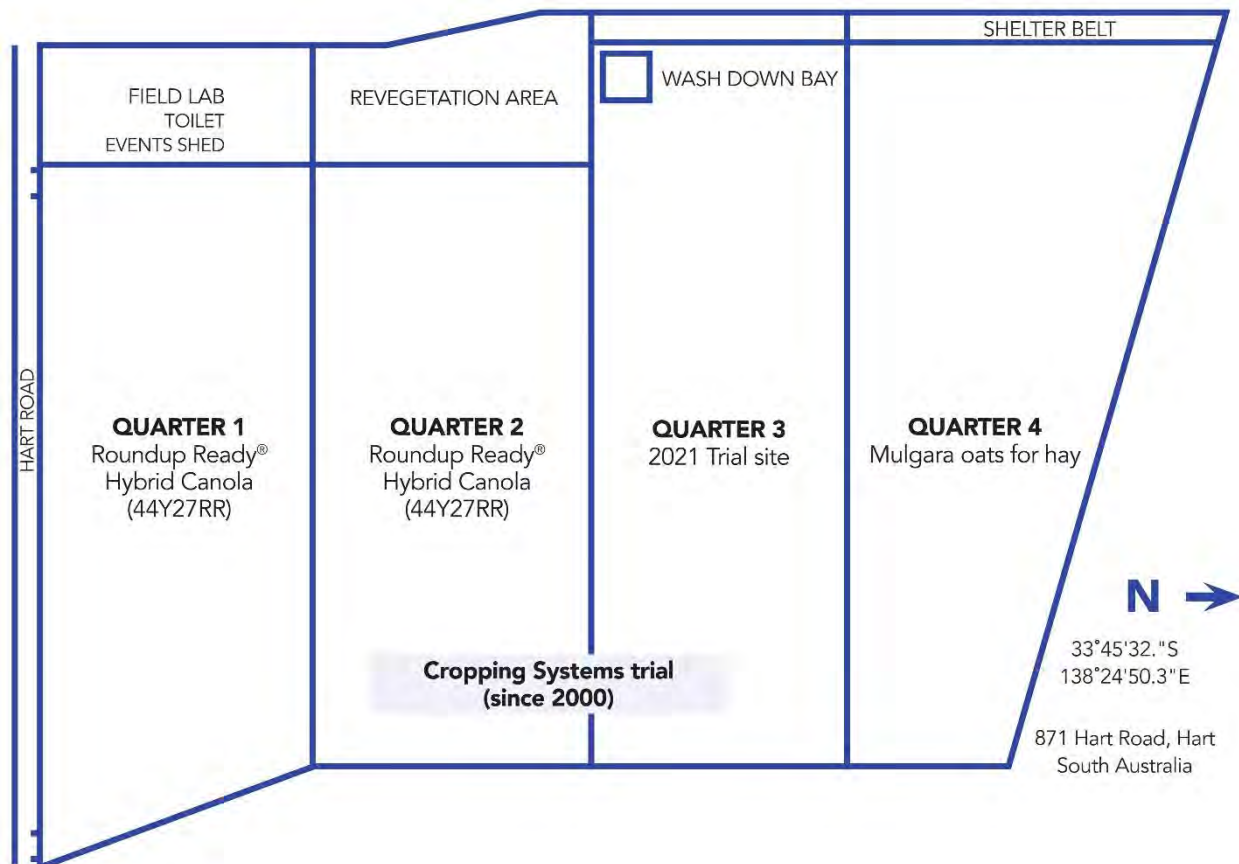 SHELTER BELT
FIELD LAB
TOILET
EVENTS SHED
REVEGETATION AREA
WASH DOWN BAY
HART ROAD
QUARTER 1
Roundup Ready®
Hybrid Canola
(44Y27RR)
QUARTER 2
Roundup Ready®
Hybrid Canola
(44Y27RR)
QUARTER 3
2021 Trial site
QUARTER 4
Mulgara oats for hay
Cropping Systems trial
(since 2000)
N
33°45'32."S
138°24'50.3"E
871 Hart Road, Hart
South Australia